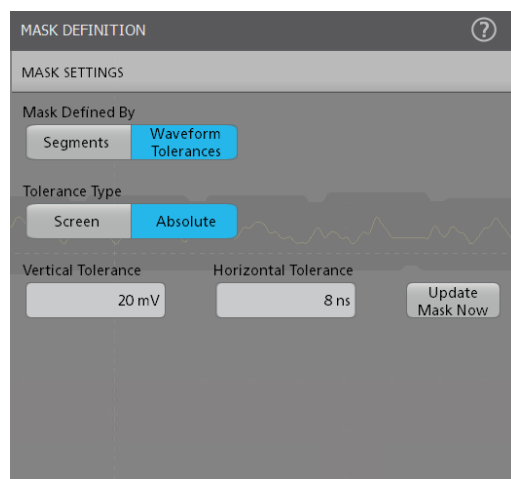 MASK DEFINITION
?
MASK SETTINGS
Mask Defined By
Segments
Waveform
Tolerances
Tolerance Type
Screen
Absolute
Vertical Tolerance
Horizontal Tolerance
20 mV
8 ns
Update
Mask Now